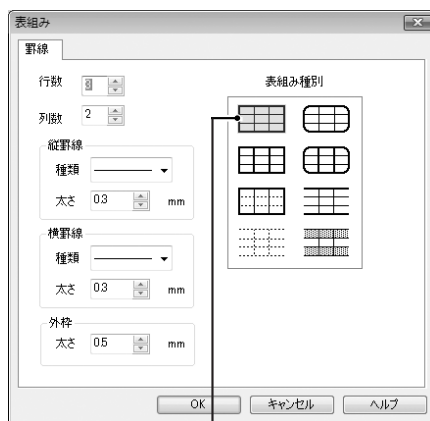 表組み
罫線
行数 3
列数 2
縦罫線
種類
太さ 0.3 mm
横罫線
種類
太さ 0.3 mm
外枠
太さ 0.5 mm
表組み種別
OK キャンセル ヘルプ